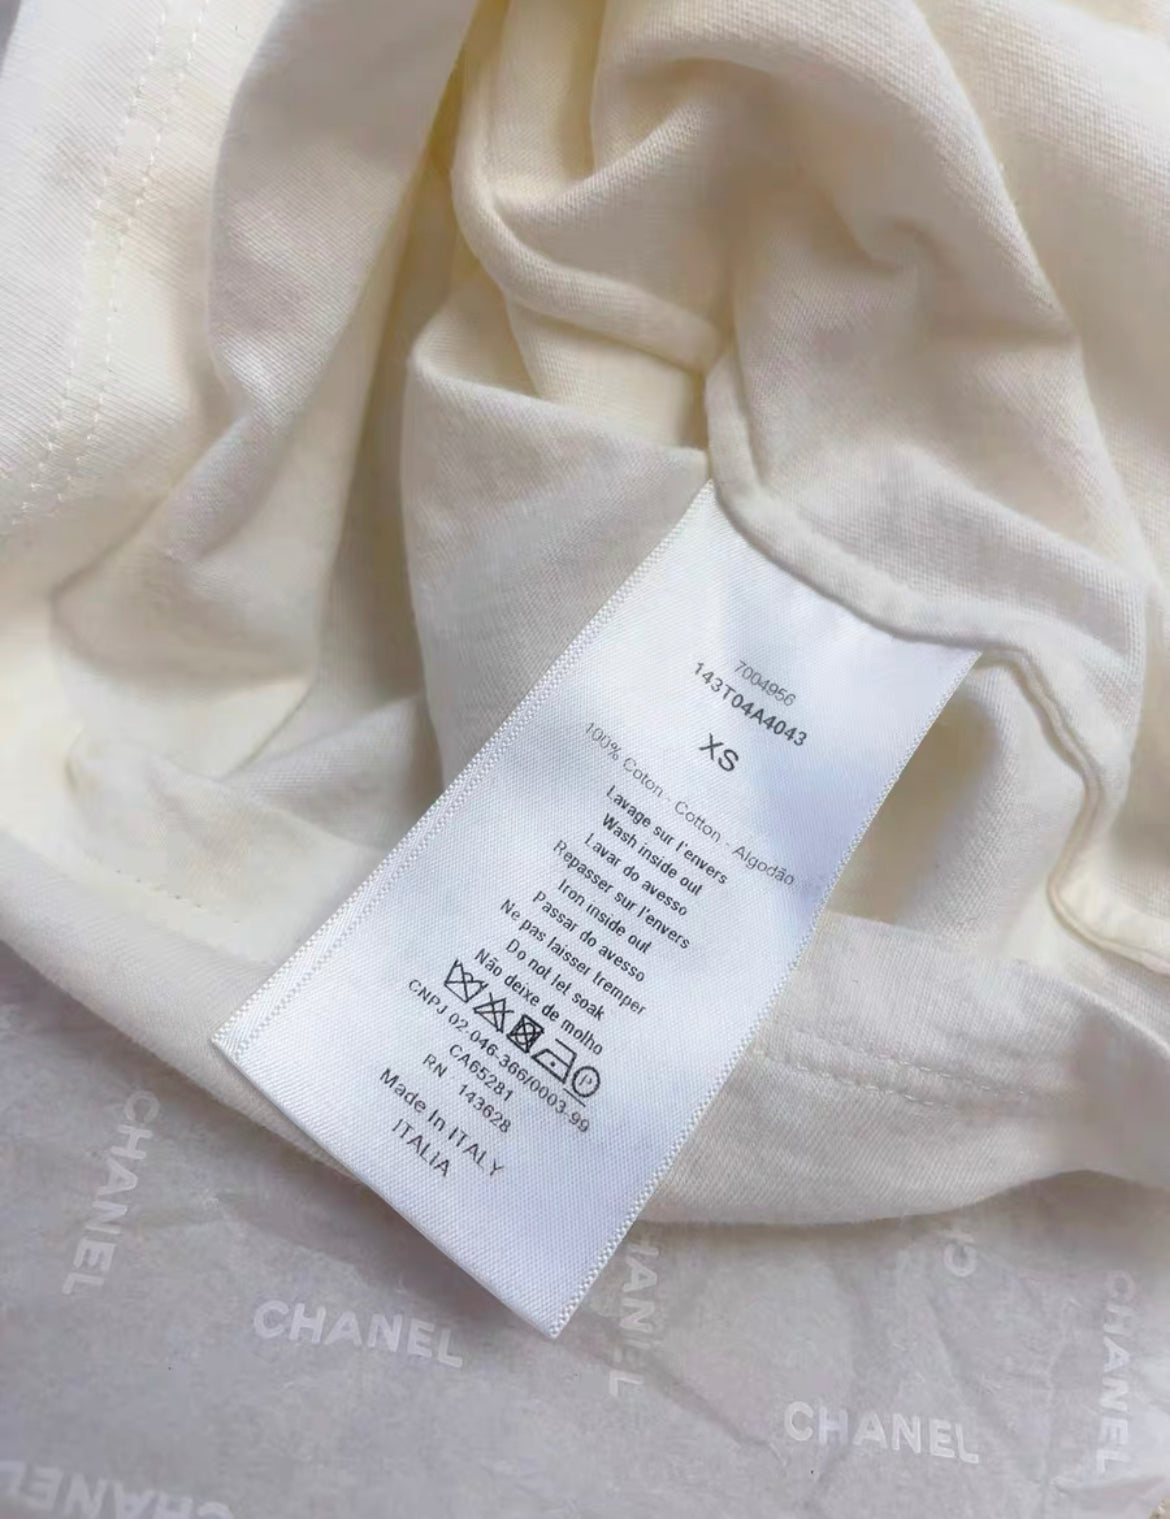 7004956
143T04A4043
XS
100% Coton - Cotton - Algodão
Lavage sur l'envers
Wash inside out
Lavar do avesso
Repasser sur l'envers
Iron inside out
Passar do avesso
Ne pas laisser tremper
Do not let soak
Não deixe de molho
P
CNPJ 02.046-366/0003-99
CA65281
RN 143628
Made In ITALY
ITALIA
CHANEL
CHANEL
CHANEL
CHANEL
CHANEL
CHANEL